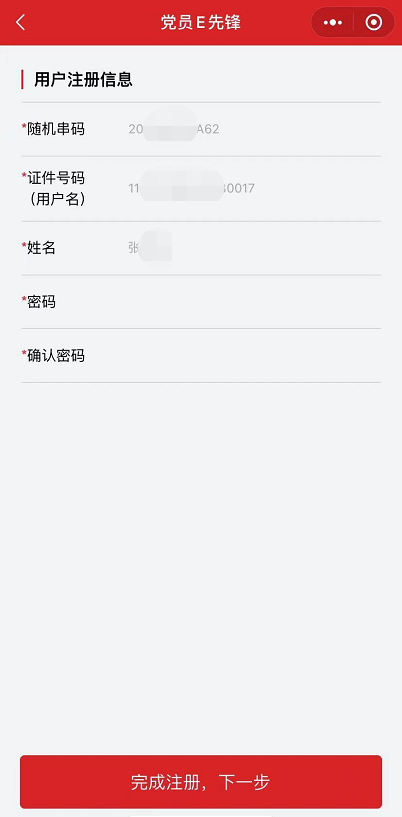 党员E先锋
用户注册信息
*随机串码 20 A62
*证件号码 11 0017
（用户名）
*姓名 张
*密码
*确认密码
完成注册，下一步